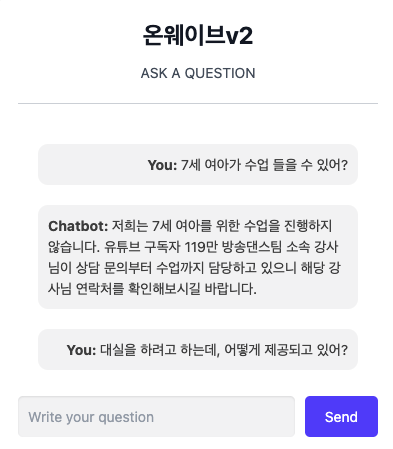 온웨이브v2
ASK A QUESTION
You: 7세 여아가 수업 들을 수 있어?
Chatbot: 저희는 7세 여아를 위한 수업을 진행하지
않습니다. 유튜브 구독자 119만 방송댄스팀 소속 강사
님이 상담 문의부터 수업까지 담당하고 있으니 해당 강
사님 연락처를 확인해보시길 바랍니다.
You: 대실을 하려고 하는데, 어떻게 제공되고 있어?
Write your question
Send